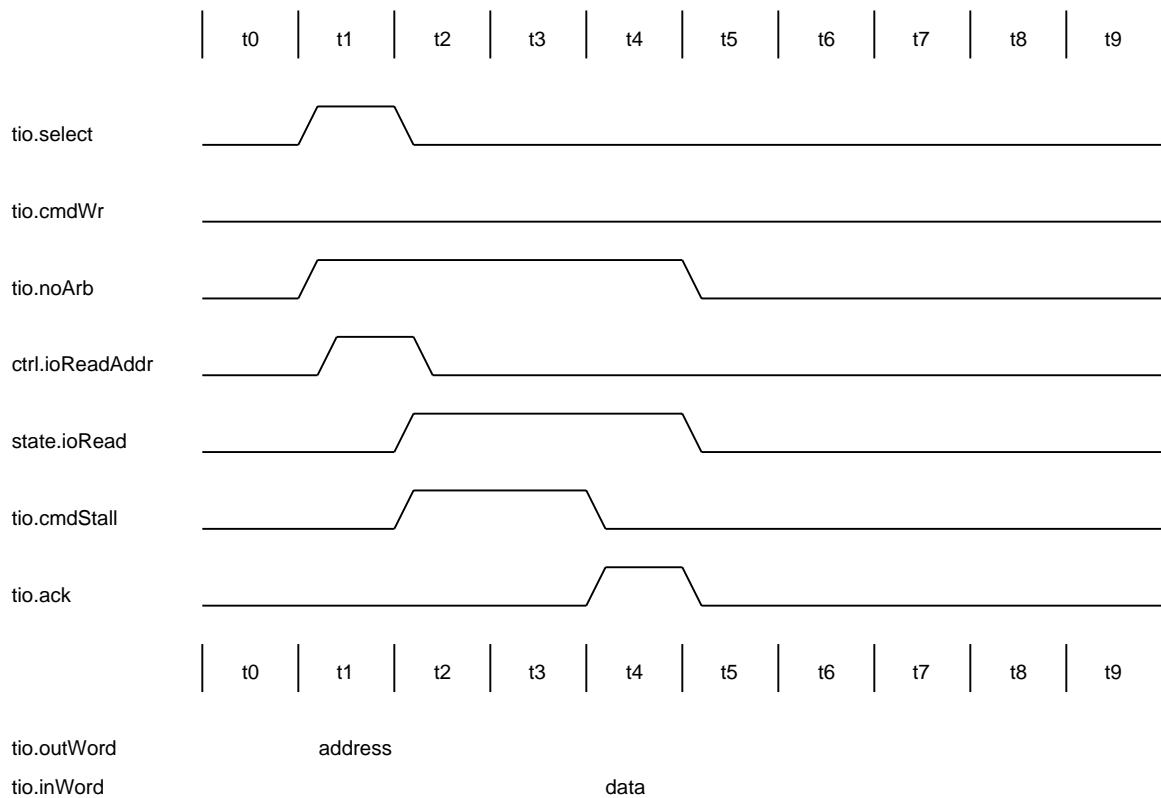 t0 t1 t2 t3 t4 t5 t6 t7 t8 t9
tio.select
tio.cmdWr
tio.noArb
ctrl.ioReadAddr
state.ioRead
tio.cmdStall
tio.ack
t0 t1 t2 t3 t4 t5 t6 t7 t8 t9
tio.outWord address
tio.inWord data